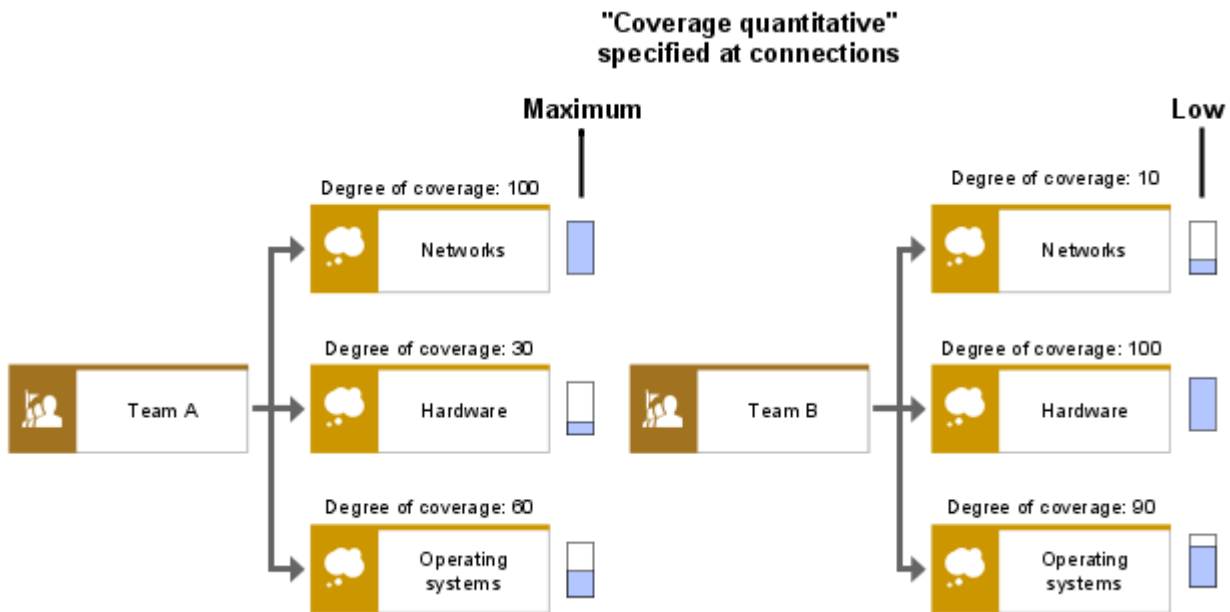 "Coverage quantitative"
specified at connections
Maximum
Low
Degree of coverage: 100
Networks
Degree of coverage: 30
Team A
Hardware
Degree of coverage: 60
Operating
systems
Degree of coverage: 10
Networks
Degree of coverage: 100
Team B
Hardware
Degree of coverage: 90
Operating
systems